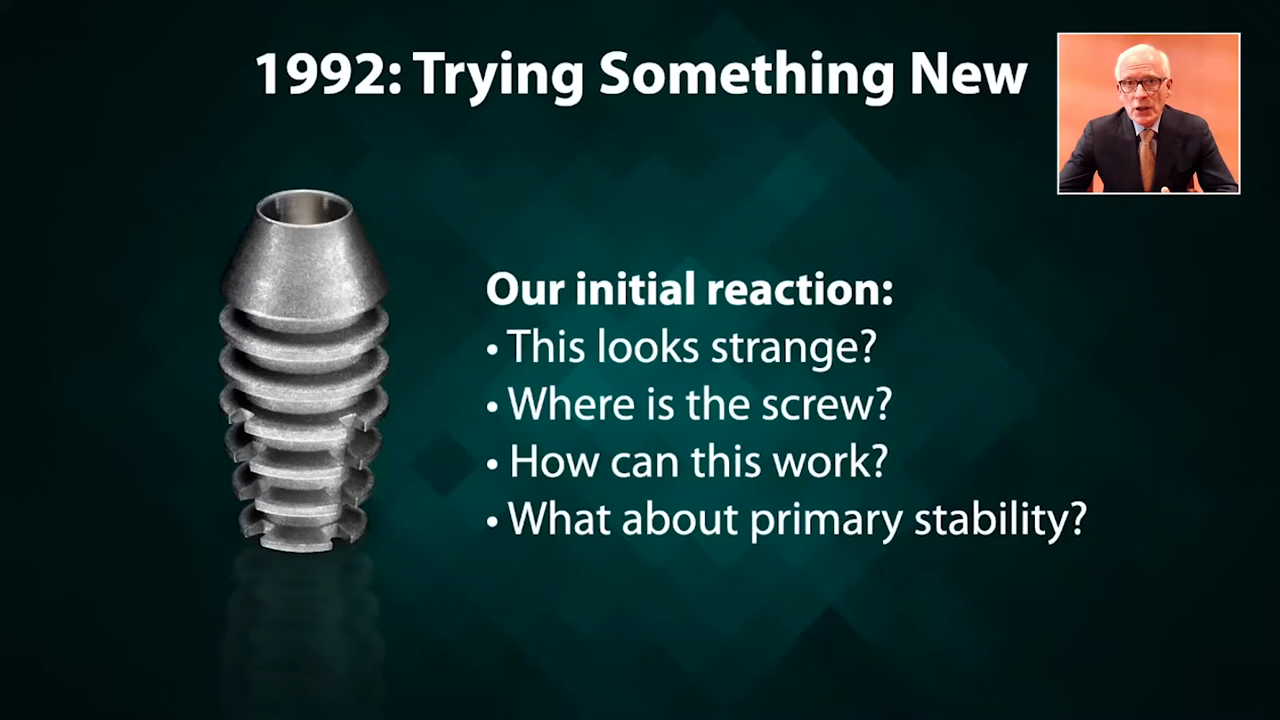 1992: Trying Something New
Our initial reaction:
• This looks strange?
• Where is the screw?
• How can this work?
• What about primary stability?